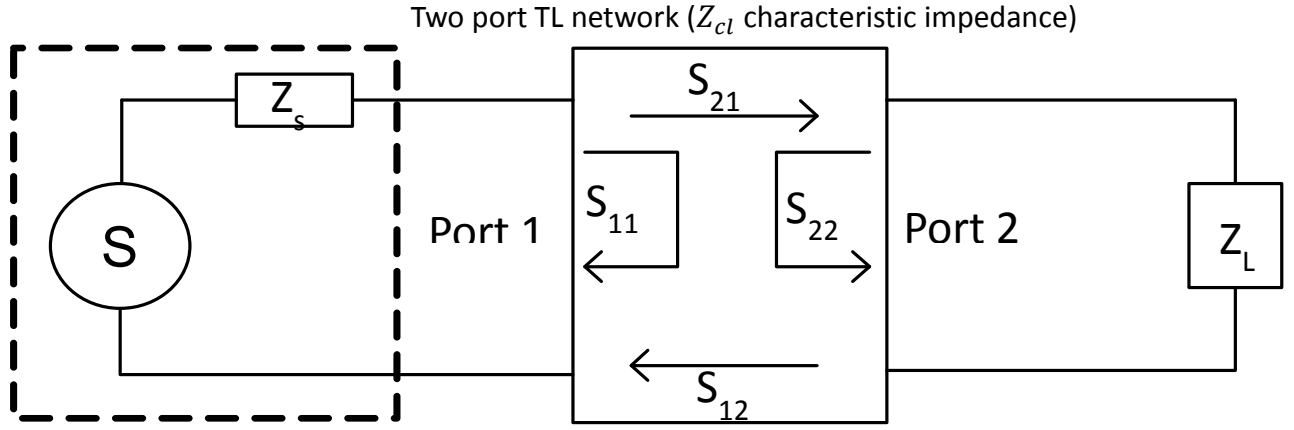 Two port TL network (Z_cl characteristic impedance)
Z_s
S_21
S_11
S_22
S
Port 1
Port 2
Z_L
S_12